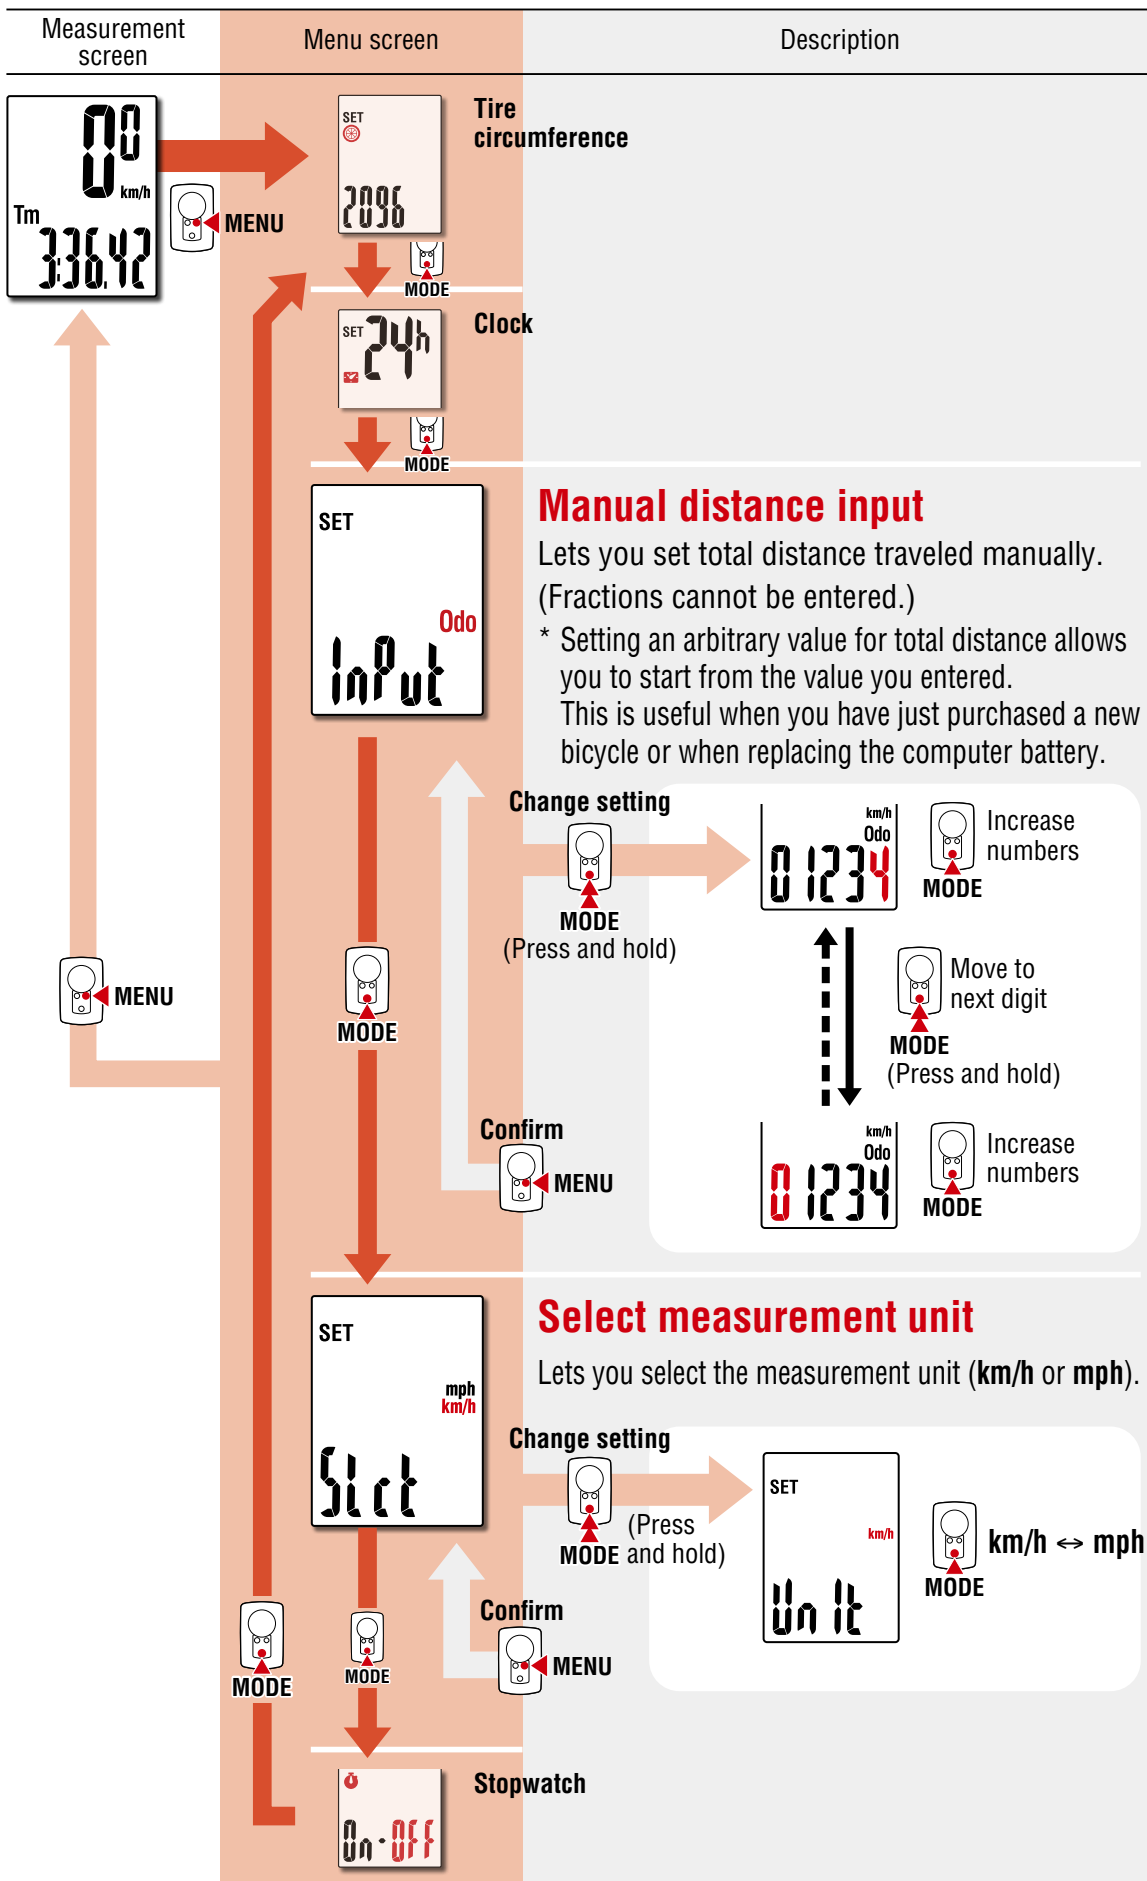 Measurement
screen
Menu screen
Description
0.0
km/h
Tm
3:36.42
MENU
SET
2096
Tire
circumference
MODE
SET
24h
Clock
MODE
SET
Odo
InPut
Manual distance input
Lets you set total distance traveled manually.
(Fractions cannot be entered.)
* Setting an arbitrary value for total distance allows
you to start from the value you entered.
This is useful when you have just purchased a new
bicycle or when replacing the computer battery.
Change setting
MODE
(Press and hold)
km/h
Odo
01234
Increase
numbers
MODE
Move to
next digit
MODE
(Press and hold)
MENU
MODE
Confirm
MENU
km/h
Odo
01234
Increase
numbers
MODE
SET
mph
km/h
Slct
Select measurement unit
Lets you select the measurement unit (km/h or mph).
Change setting
MODE
(Press
and hold)
SET
km/h
Unit
km/h ↔ mph
MODE
Confirm
MENU
MODE
MODE
On-OFF
Stopwatch